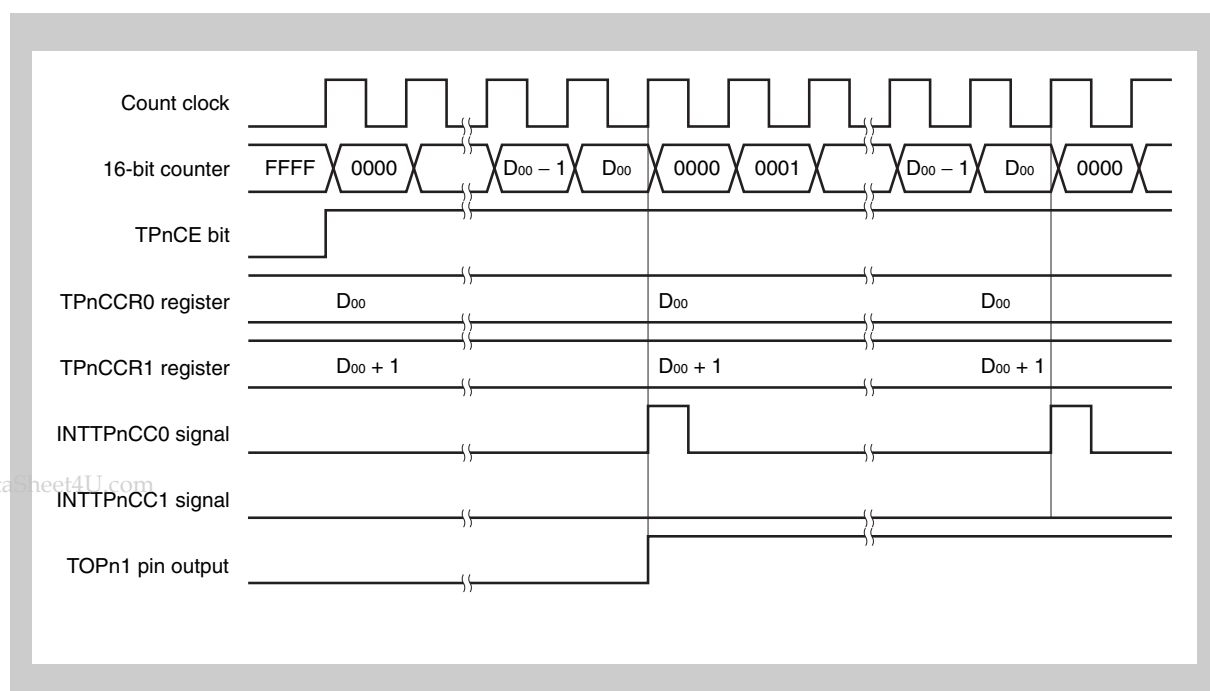 Count clock
16-bit counter FFFF 0000 D00 – 1 D00 0000 0001 D00 – 1 D00 0000
TPnCE bit
TPnCCR0 register D00 D00 D00
TPnCCR1 register D00 + 1 D00 + 1 D00 + 1
INTTPnCC0 signal
aSheet4U.com
INTTPnCC1 signal
TOPn1 pin output